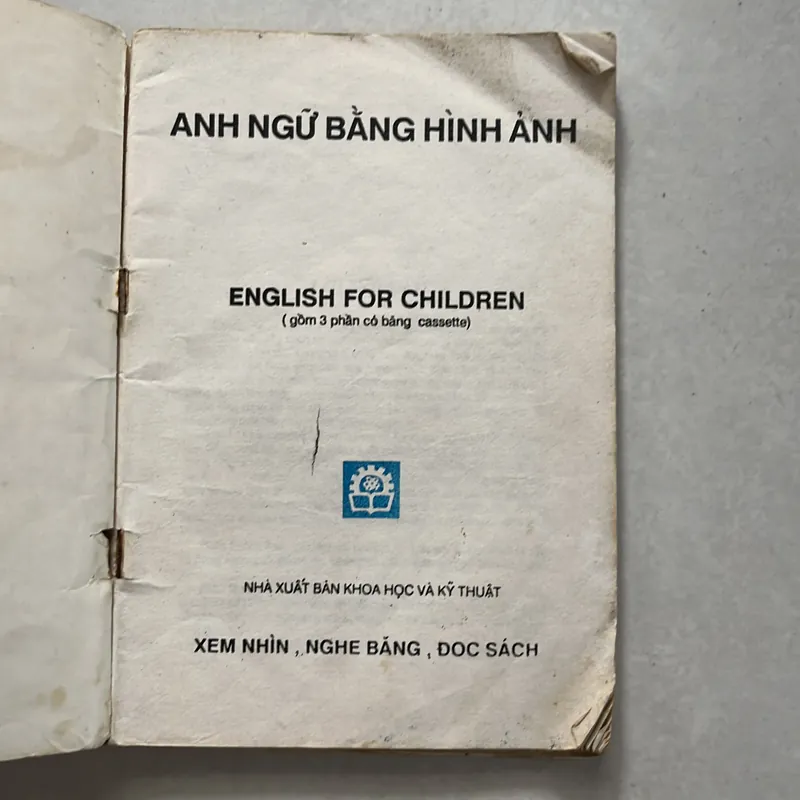 ANH NGỮ BẰNG HÌNH ẢNH
ENGLISH FOR CHILDREN
( gồm 3 phần có băng cassette)
NHÀ XUẤT BẢN KHOA HỌC VÀ KỸ THUẬT
XEM NHÌN , NGHE BĂNG , ĐOC SÁCH